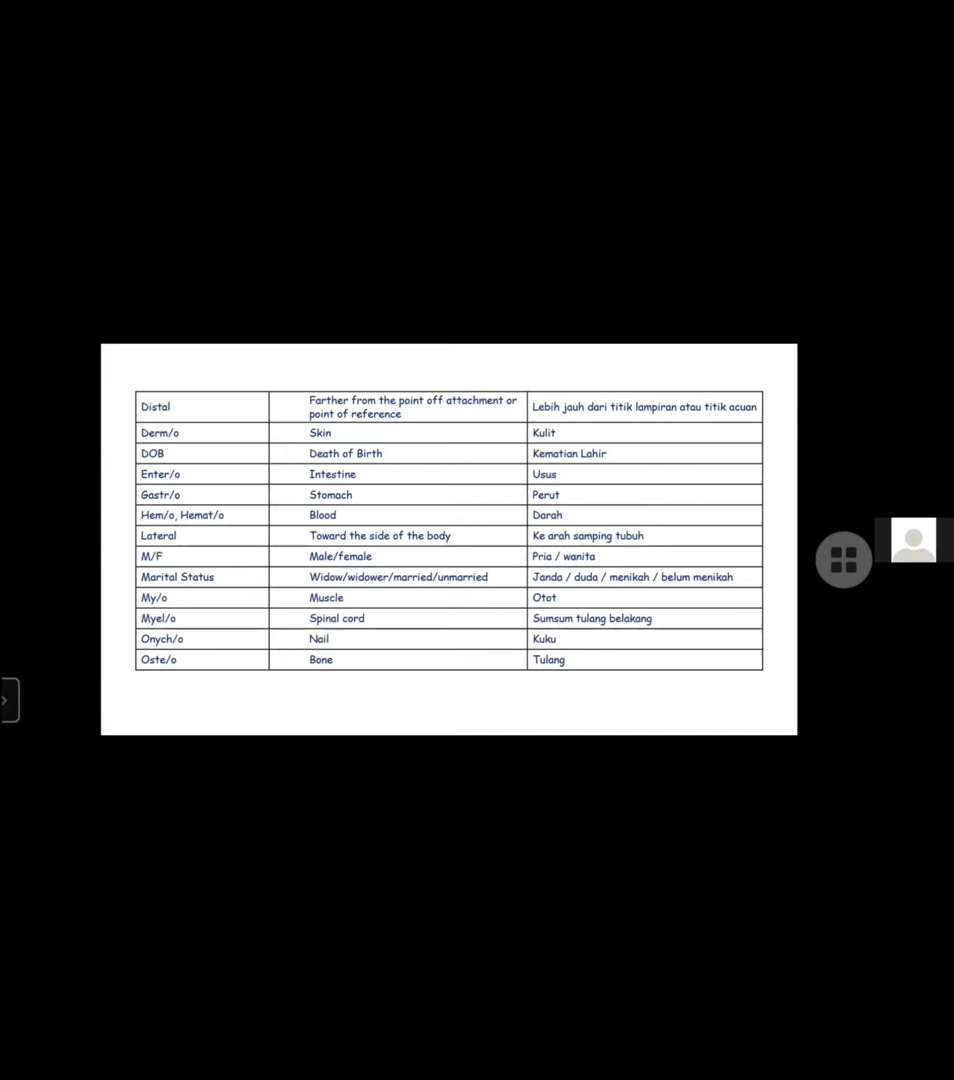 Distal
Farther from the point off attachment or
point of reference
Lebih jauh dari titik lampiran atau titik acuan
Derm/o
Skin
Kulit
DOB
Death of Birth
Kematian Lahir
Enter/o
Intestine
Usus
Gastr/o
Stomach
Perut
Hem/o, Hemat/o
Blood
Darah
Lateral
Toward the side of the body
Ke arah samping tubuh
M/F
Male/female
Pria / wanita
Marital Status
Widow/widower/married/unmarried
Janda / duda / menikah / belum menikah
My/o
Muscle
Otot
Myel/o
Spinal cord
Sumsum tulang belakang
Onych/o
Nail
Kuku
Oste/o
Bone
Tulang